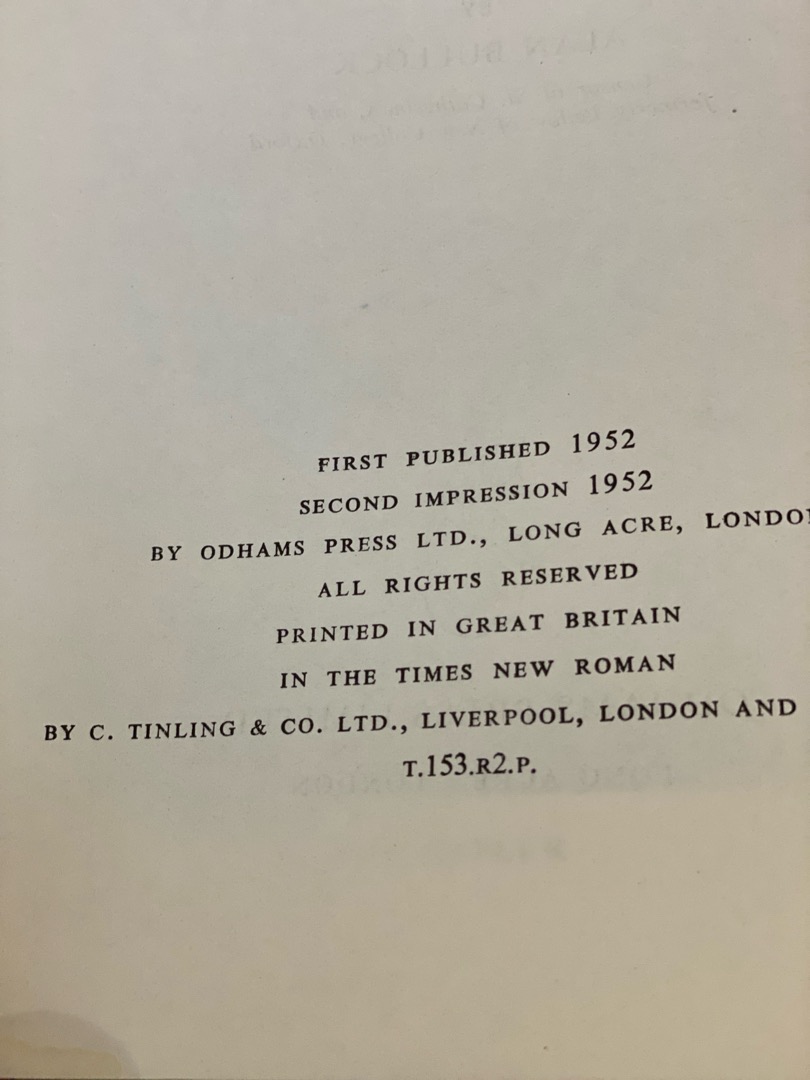 FIRST PUBLISHED 1952
SECOND IMPRESSION 1952
BY ODHAMS PRESS LTD., LONG ACRE, LONDON
ALL RIGHTS RESERVED
PRINTED IN GREAT BRITAIN
IN THE TIMES NEW ROMAN
BY C. TINLING & CO. LTD., LIVERPOOL, LONDON AND
T.153.R2.P.